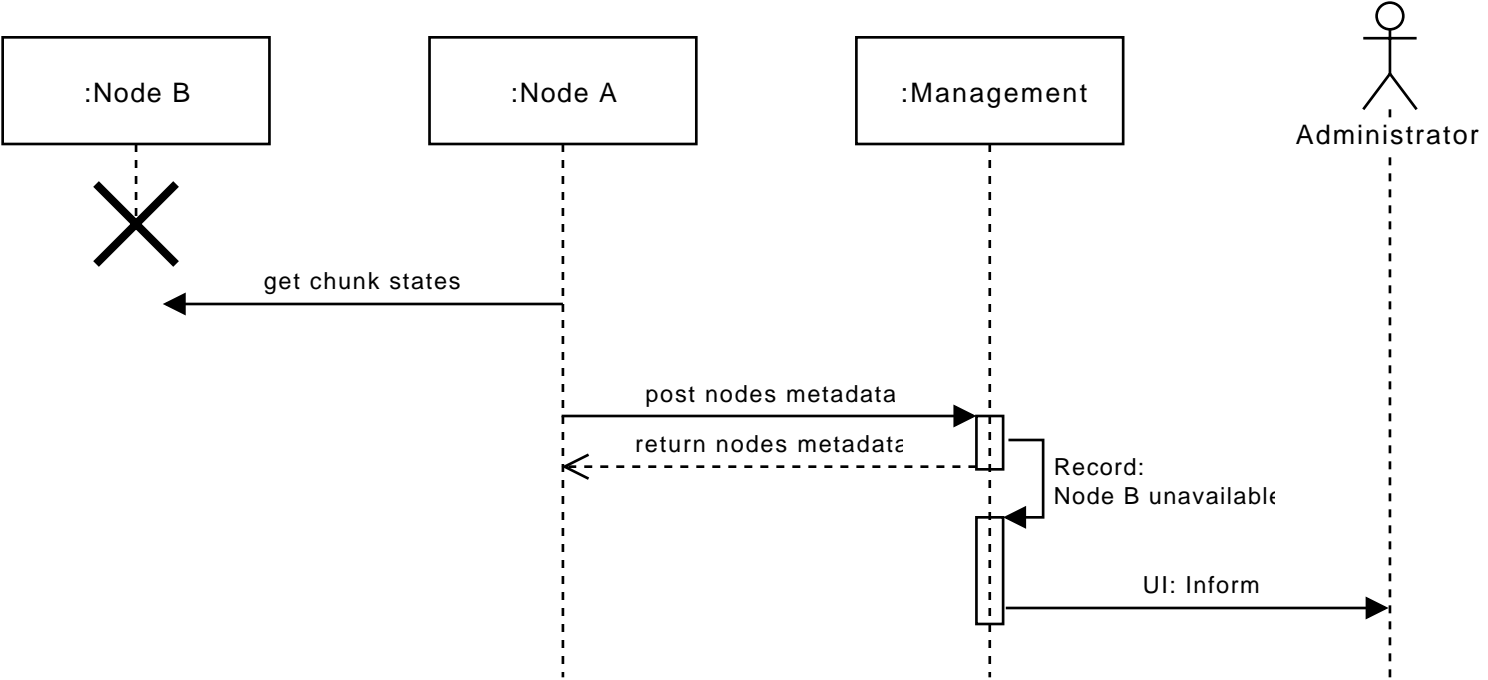 :Node B
:Node A
:Management
Administrator
get chunk states
post nodes metadata
return nodes metadata
Record:
Node B unavailable
UI: Inform